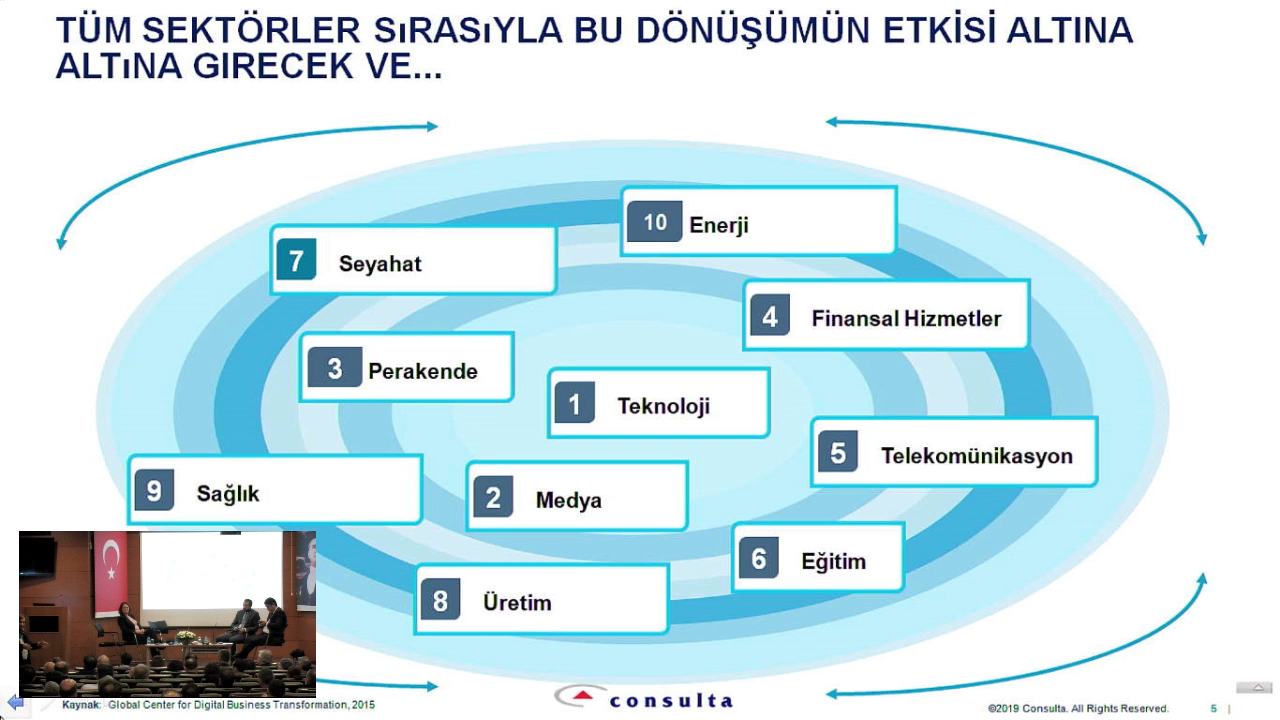 TÜM SEKTÖRLER SıRASıYLA BU DÖNÜŞÜMÜN ETKİSİ ALTINA
ALTıNA GIRECEK VE...
10 Enerji
7 Seyahat
4 Finansal Hizmetler
3 Perakende
1 Teknoloji
5 Telekomünikasyon
9 Sağlık
2 Medya
6 Eğitim
8 Üretim
consulta
Kaynak: Global Center for Digital Business Transformation, 2015
©2019 Consulta. All Rights Reserved. 5 |